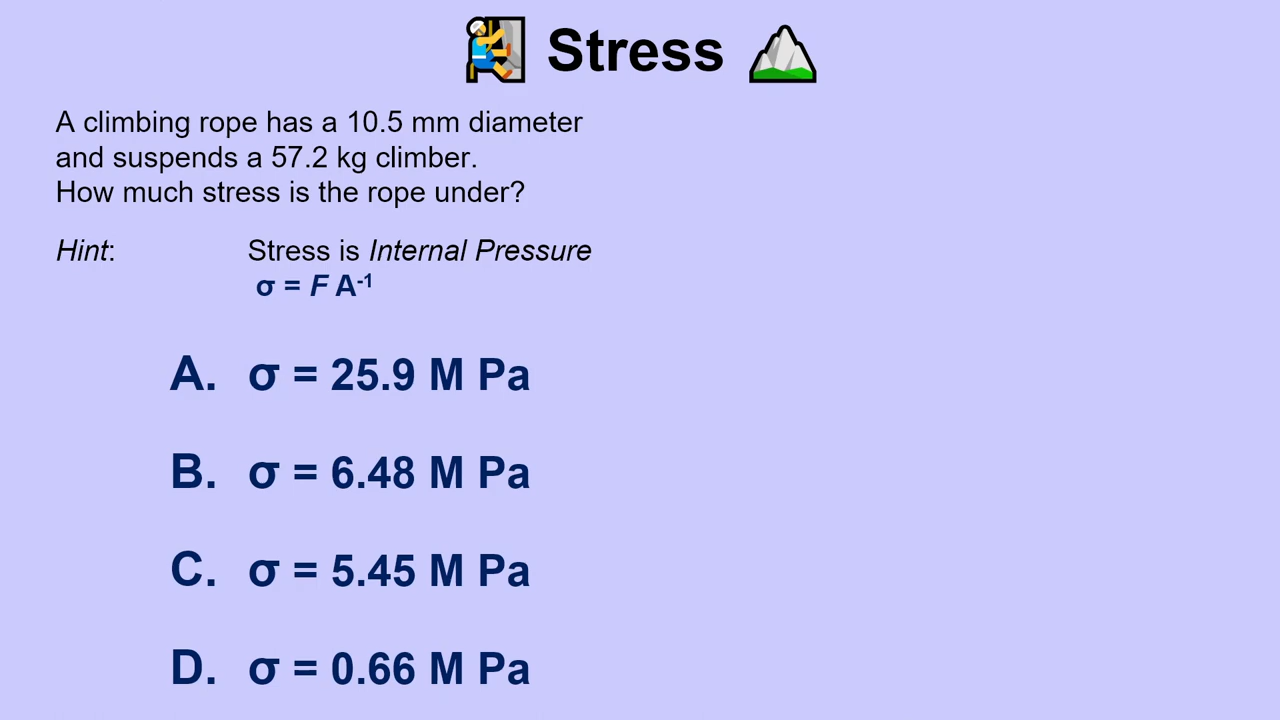 Stress
A climbing rope has a 10.5 mm diameter
and suspends a 57.2 kg climber.
How much stress is the rope under?
Hint: Stress is Internal Pressure
σ = F A⁻¹
A. σ = 25.9 M Pa
B. σ = 6.48 M Pa
C. σ = 5.45 M Pa
D. σ = 0.66 M Pa